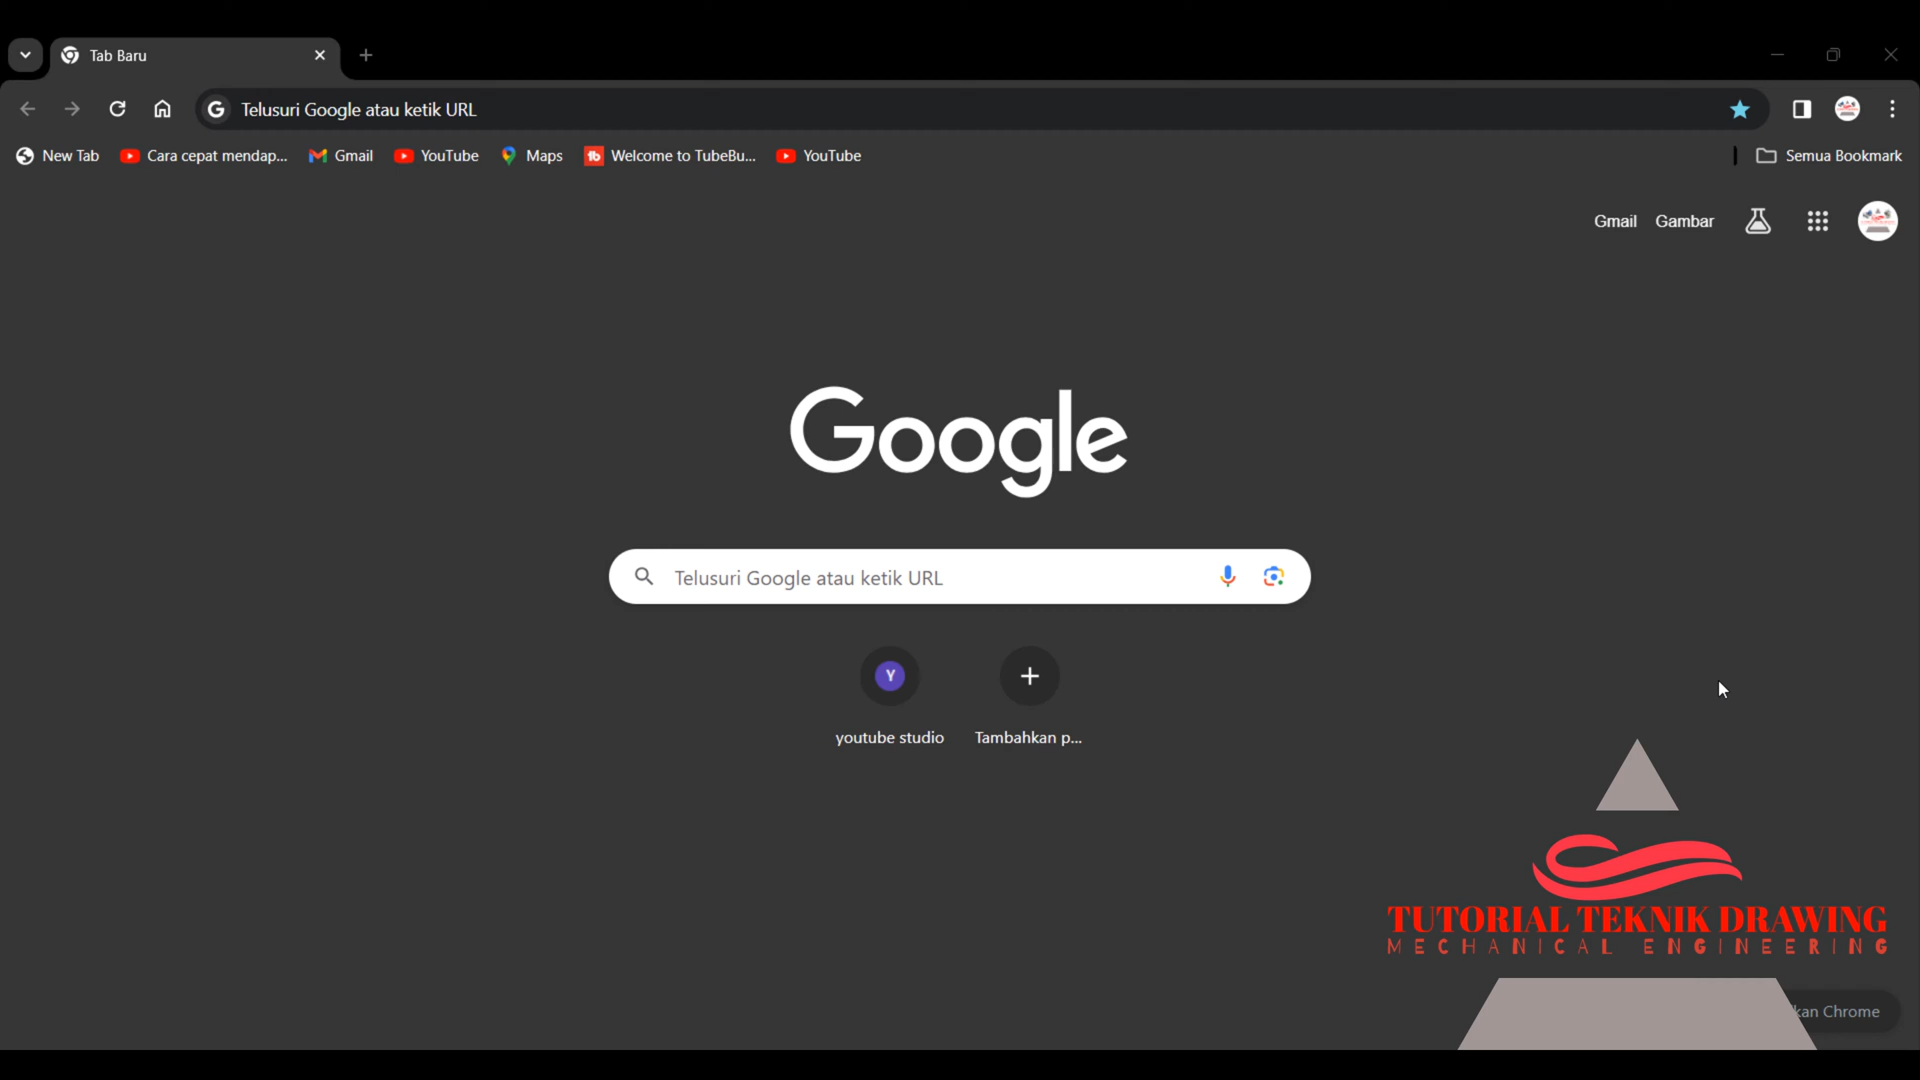 Tab Baru
Telusuri Google atau ketik URL
New Tab
Cara cepat mendap...
Gmail
YouTube
Maps
Welcome to TubeBu...
YouTube
Semua Bookmark
Gmail
Gambar
Google
Telusuri Google atau ketik URL
Y
youtube studio
Tambahkan p...
TUTORIAL TEKNIK DRAWING
MECHANICAL ENGINEERING
kan Chrome